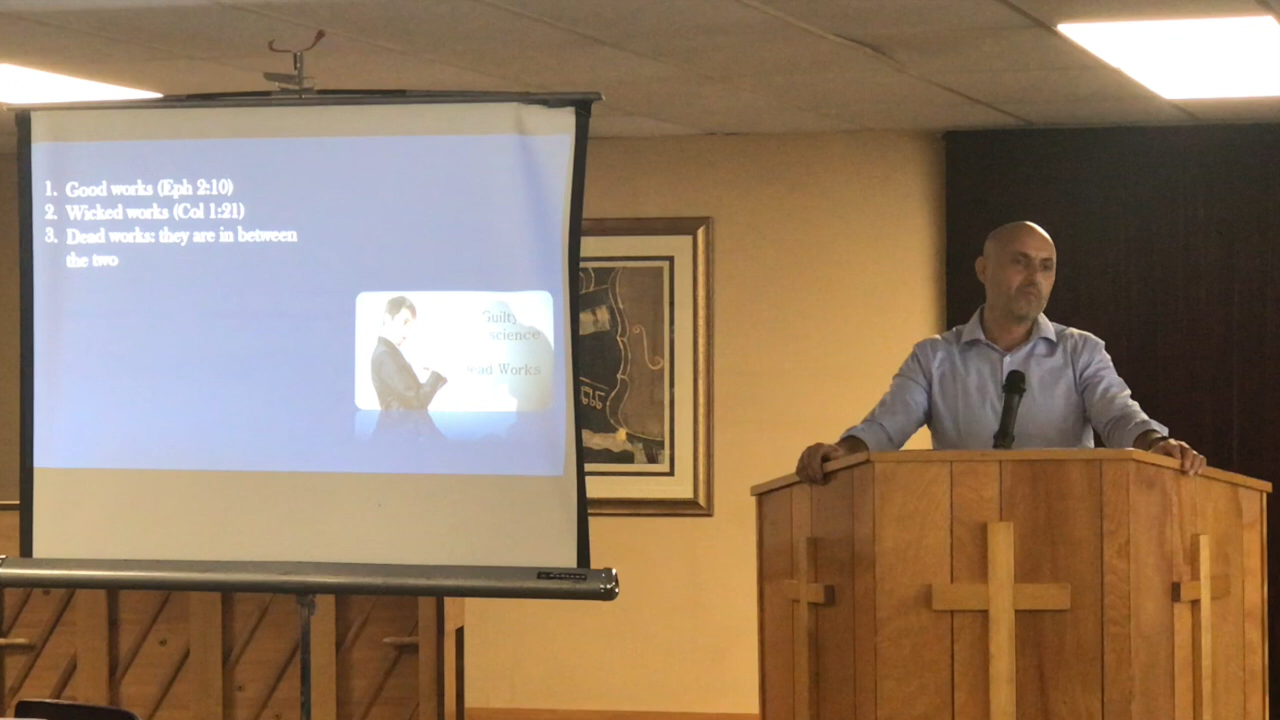 1. Good works (Eph 2:10)
2. Wicked works (Col 1:21)
3. Dead works: they are in between
the two
Guilty
science
ead Works